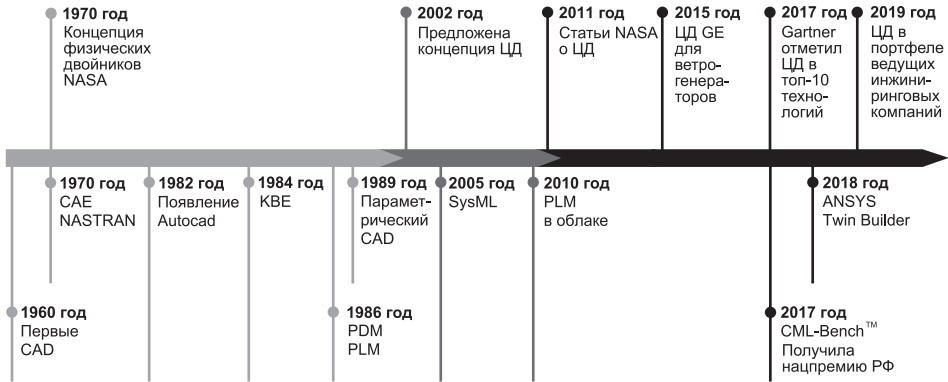 1970 год
Концепция
физических
двойников
NASA
2002 год
Предложена
концепция ЦД
2011 год
Статьи NASA
о ЦД
2015 год
ЦД GE
для
ветро-
генера-
торов
2017 год
Gartner
отметил
ЦД в
топ-10
техно-
логий
2019 год
ЦД в
портфеле
ведущих
инжини-
ринговых
компаний
1970 год
CAE
NASTRAN
1982 год
Появление
Autocad
1984 год
KBE
1989 год
Парамет-
рический
CAD
2005 год
SysML
2010 год
PLM
в облаке
2018 год
ANSYS
Twin Builder
1960 год
Первые
CAD
1986 год
PDM
PLM
2017 год
CML-Bench™
Получила
нацпремию РФ